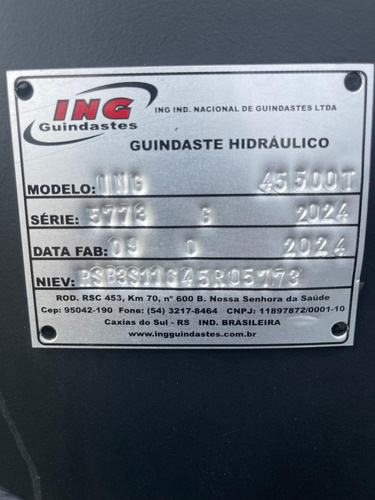 ING
Guindastes
ING IND. NACIONAL DE GUINDASTES LTDA
GUINDASTE HIDRÁULICO
MODELO: ING 45500T
SÉRIE: 5773 G 2024
DATA FAB: 09 0 2024
NIEV:
ROD. RSC 453, Km 70, nº 600 B. Nossa Senhora da Saúde
Cep: 95042-190 Fone: (54) 3217-8464 CNPJ: 11897872/0001-10
Caxias do Sul - RS IND. BRASILEIRA
www.ingguindastes.com.br